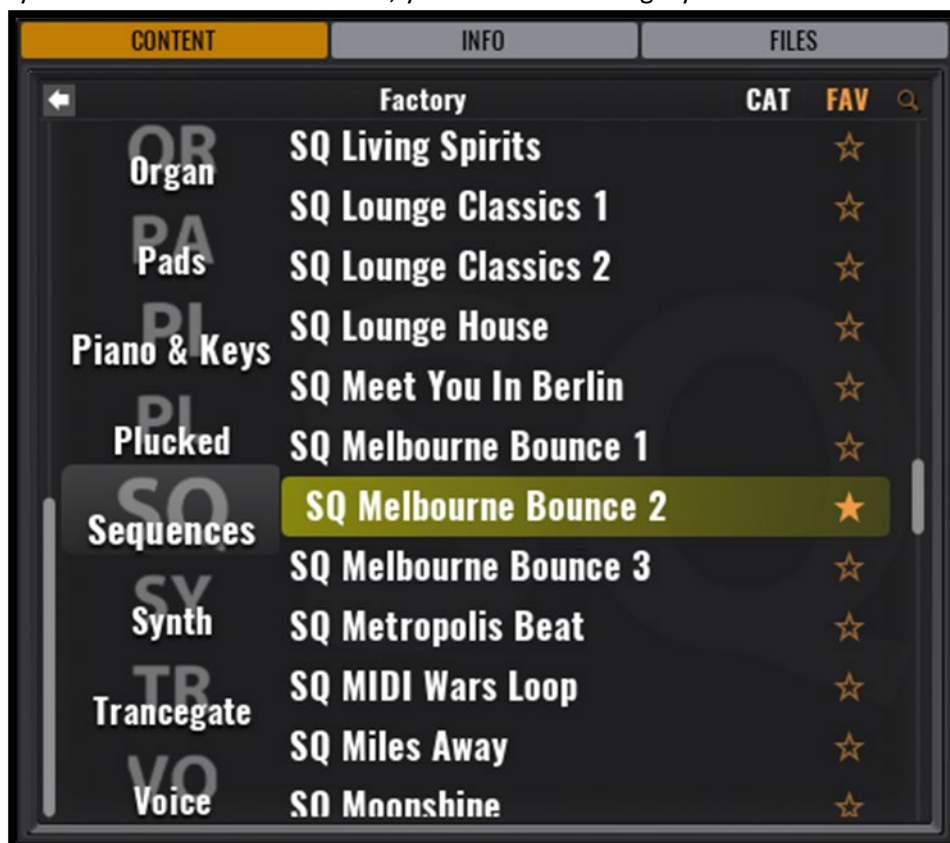 CONTENT INFO FILES
Factory CAT FAV
OR
Organ
SQ Living Spirits
SQ Lounge Classics 1
PA
Pads
SQ Lounge Classics 2
PI
Piano & Keys
SQ Lounge House
SQ Meet You In Berlin
PL
Plucked
SQ Melbourne Bounce 1
SQ
Sequences
SQ Melbourne Bounce 2
SQ Melbourne Bounce 3
SY
Synth
SQ Metropolis Beat
TR
Trancegate
SQ MIDI Wars Loop
SQ Miles Away
VO
Voice
SQ Moonshine